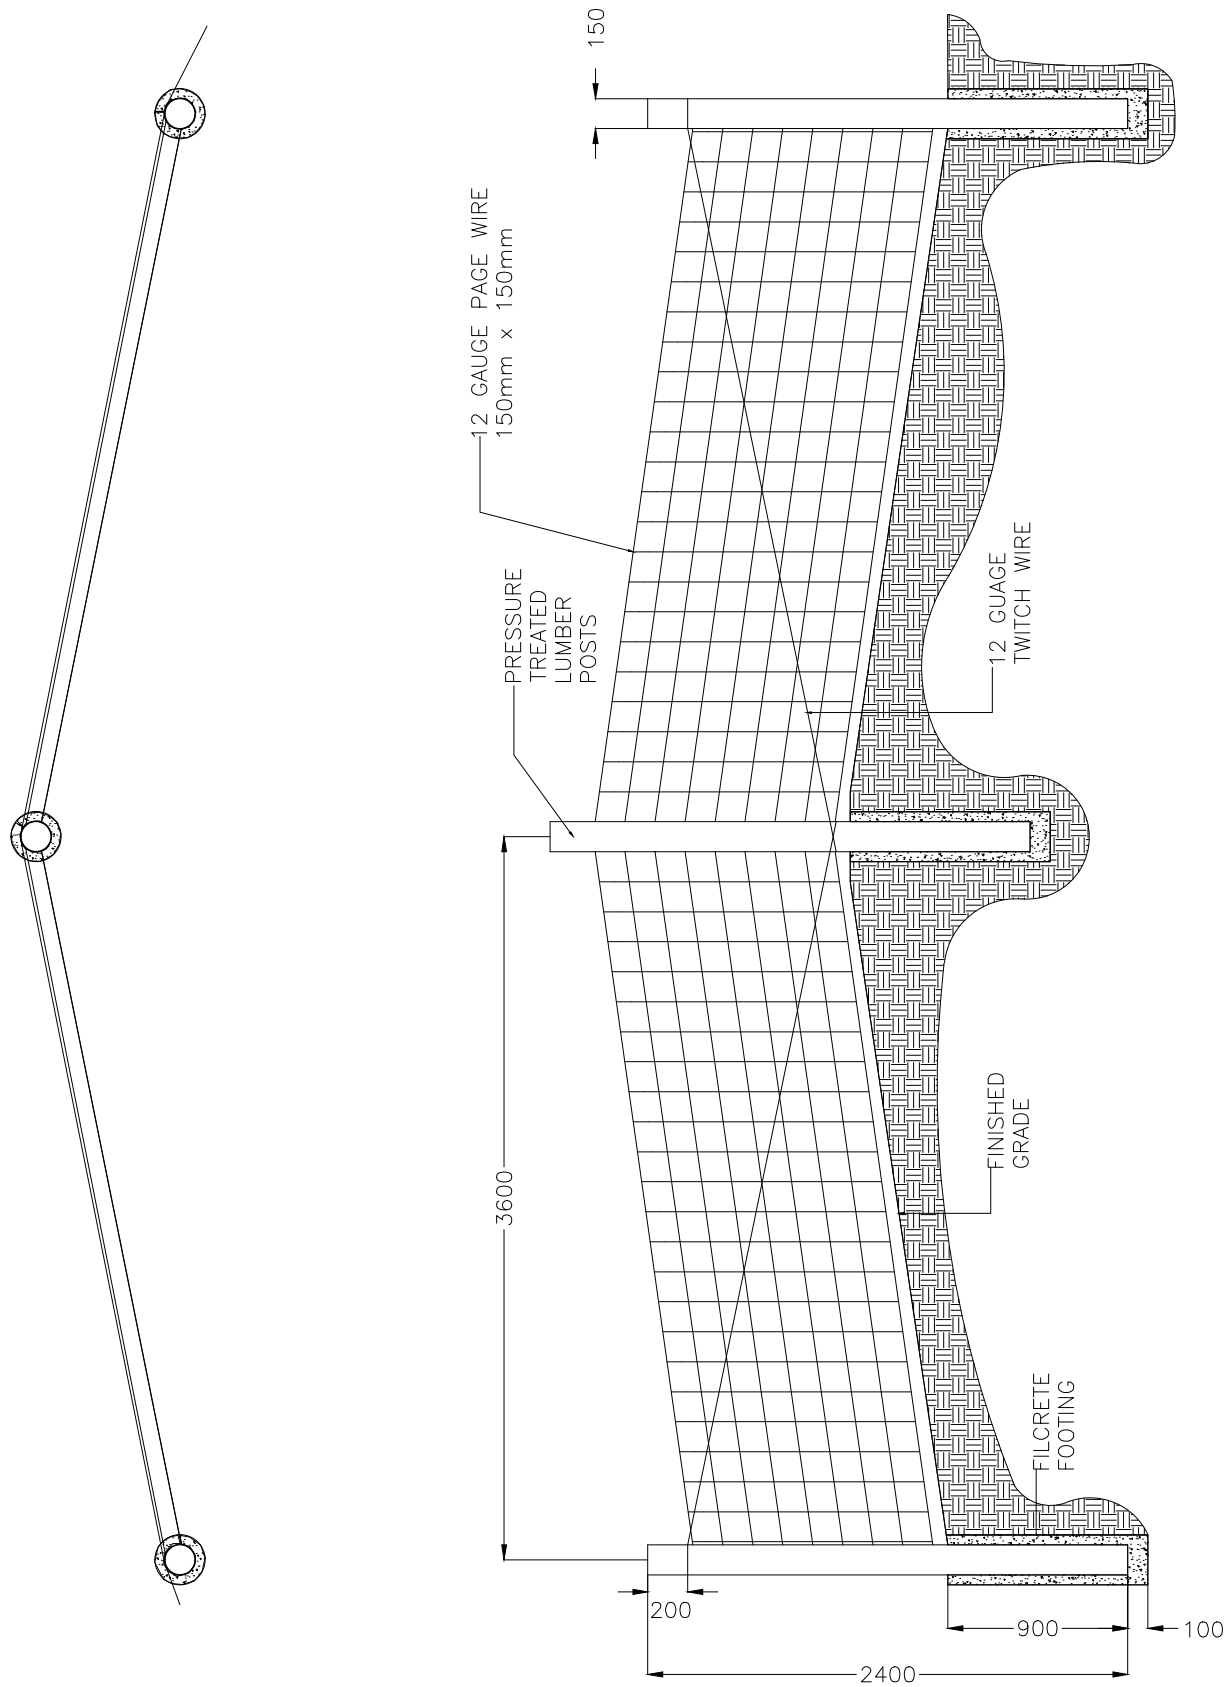 150
12 GAUGE PAGE WIRE
150mm x 150mm
PRESSURE
TREATED
LUMBER
POSTS
3600
12 GUAGE
TWITCH WIRE
FINISHED
GRADE
FILCRETE
FOOTING
200
900
100
2400